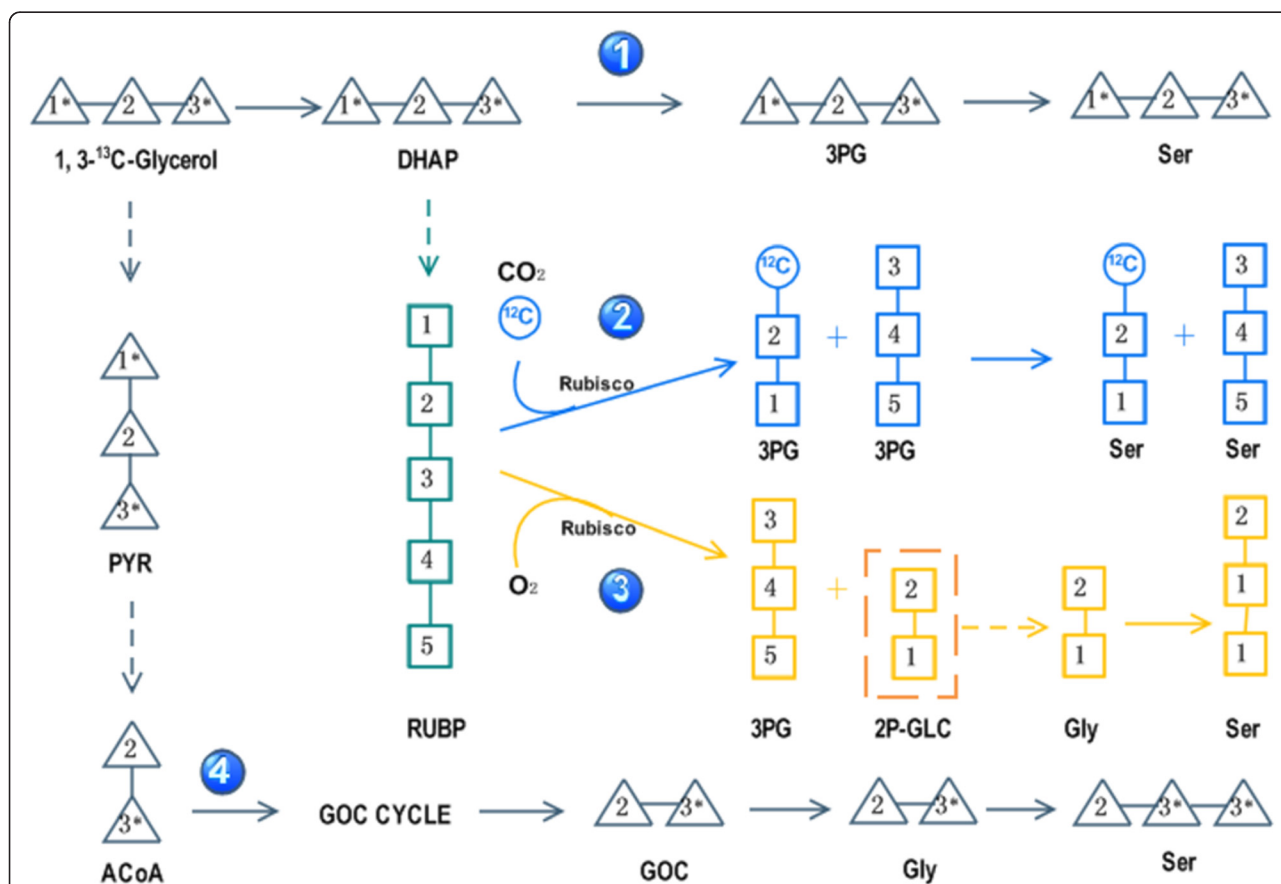 1
1* 2 3*
1* 2 3*
1* 2 3*
1* 2 3*
1, 3-¹³C-Glycerol
DHAP
3PG
Ser
CO₂
¹²C
2
Rubisco
1
2
3
4
5
RUBP
¹²C
2
1
3PG
+
3
4
5
3PG
¹²C
2
1
Ser
+
3
4
5
Ser
1*
2
3*
PYR
O₂
Rubisco
3
3
4
5
3PG
+
2
1
2P-GLC
2
1
Gly
2
1
1
Ser
2
3*
ACoA
4
GOC CYCLE
2 3*
GOC
2 3*
Gly
2 3* 3*
Ser